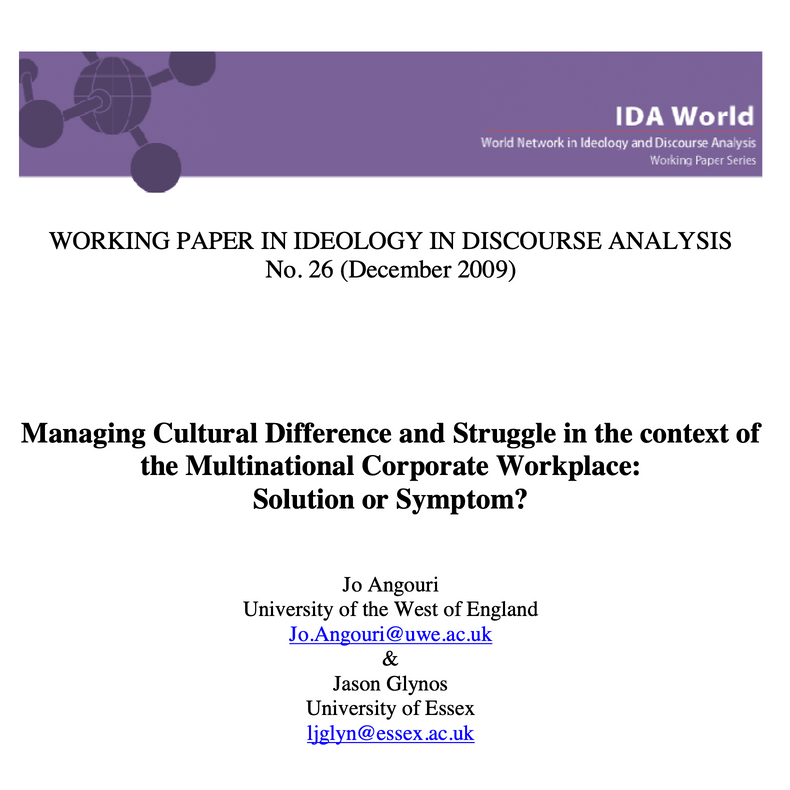 IDA World
World Network in Ideology and Discourse Analysis
Working Paper Series
WORKING PAPER IN IDEOLOGY IN DISCOURSE ANALYSIS
No. 26 (December 2009)
Managing Cultural Difference and Struggle in the context of
the Multinational Corporate Workplace:
Solution or Symptom?
Jo Angouri
University of the West of England
Jo.Angouri@uwe.ac.uk
&
Jason Glynos
University of Essex
ljglyn@essex.ac.uk